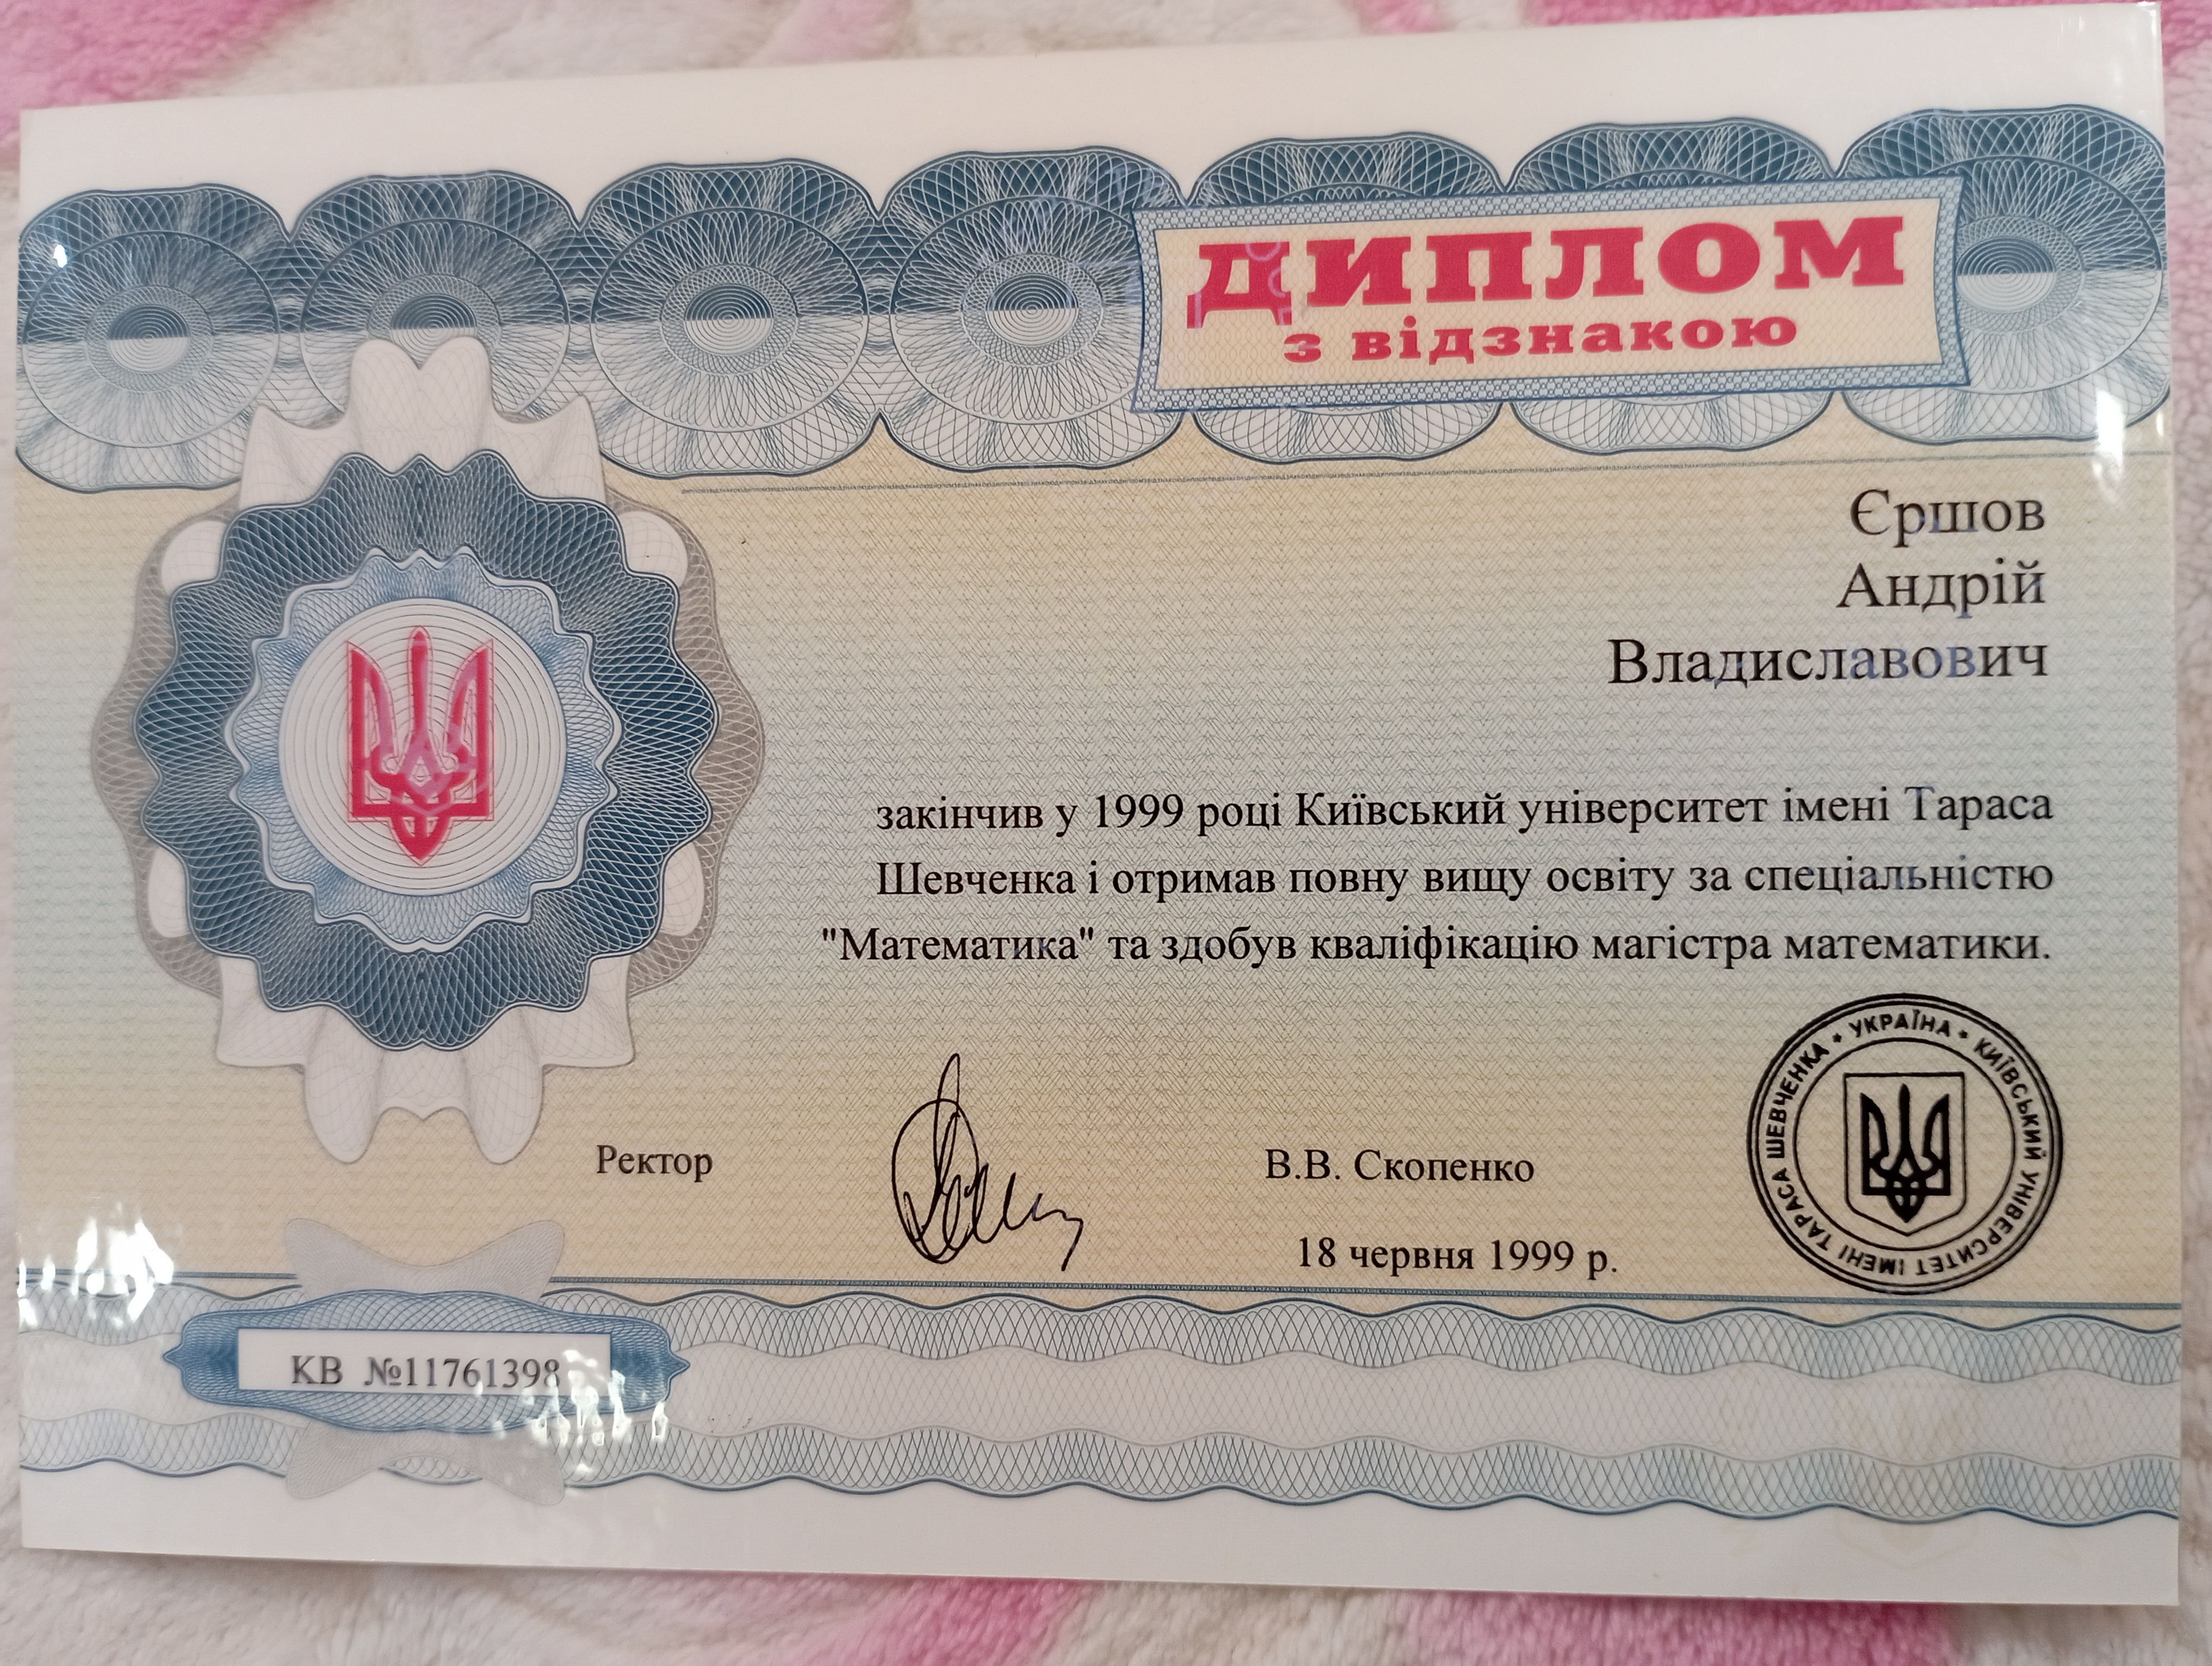 ДИПЛОМ
з відзнакою
Єршов
Андрій
Владиславович
закінчив у 1999 році Київський університет імені Тараса
Шевченка і отримав повну вищу освіту за спеціальністю
"Математика" та здобув кваліфікацію магістра математики.
Ректор
В.В. Скопенко
18 червня 1999 р.
УКРАЇНА • КИЇВСЬКИЙ УНІВЕРСИТЕТ ІМЕНІ ТАРАСА ШЕВЧЕНКА •
КВ №11761398